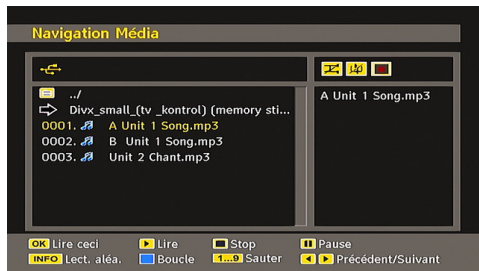 Navigation Média
../
Divx_small_(tv _kontrol) (memory sti...
0001. A Unit 1 Song.mp3
0002. B Unit 1 Song.mp3
0003. Unit 2 Chant.mp3
A Unit 1 Song.mp3
OK Lire ceci Lire Stop Pause
INFO Lect. aléa. Boucle 1...9 Sauter Précédent/Suivant